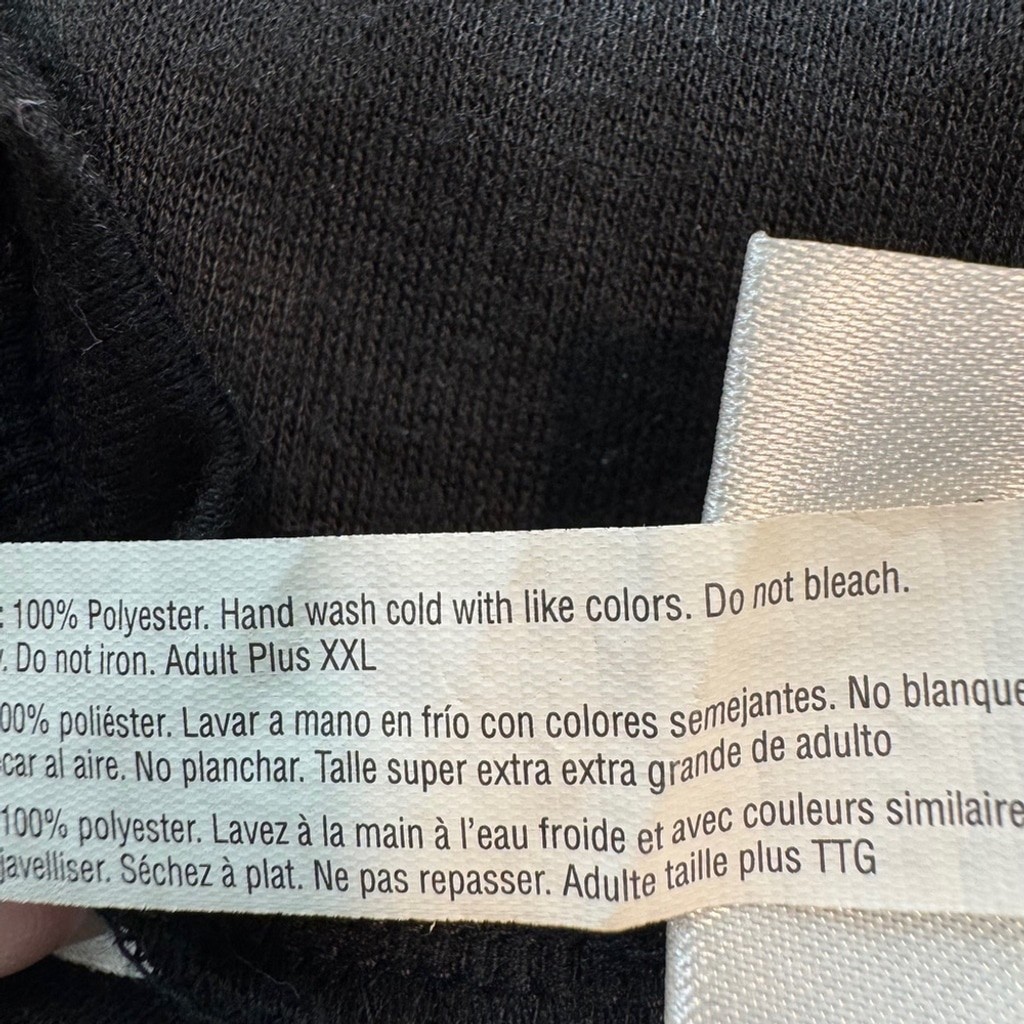 : 100% Polyester. Hand wash cold with like colors. Do not bleach.
. Do not iron. Adult Plus XXL
00% poliéster. Lavar a mano en frío con colores semejantes. No blanque
car al aire. No planchar. Talle super extra extra grande de adulto
100% polyester. Lavez à la main à l'eau froide et avec couleurs similaire
javelliser. Séchez à plat. Ne pas repasser. Adulte taille plus TTG